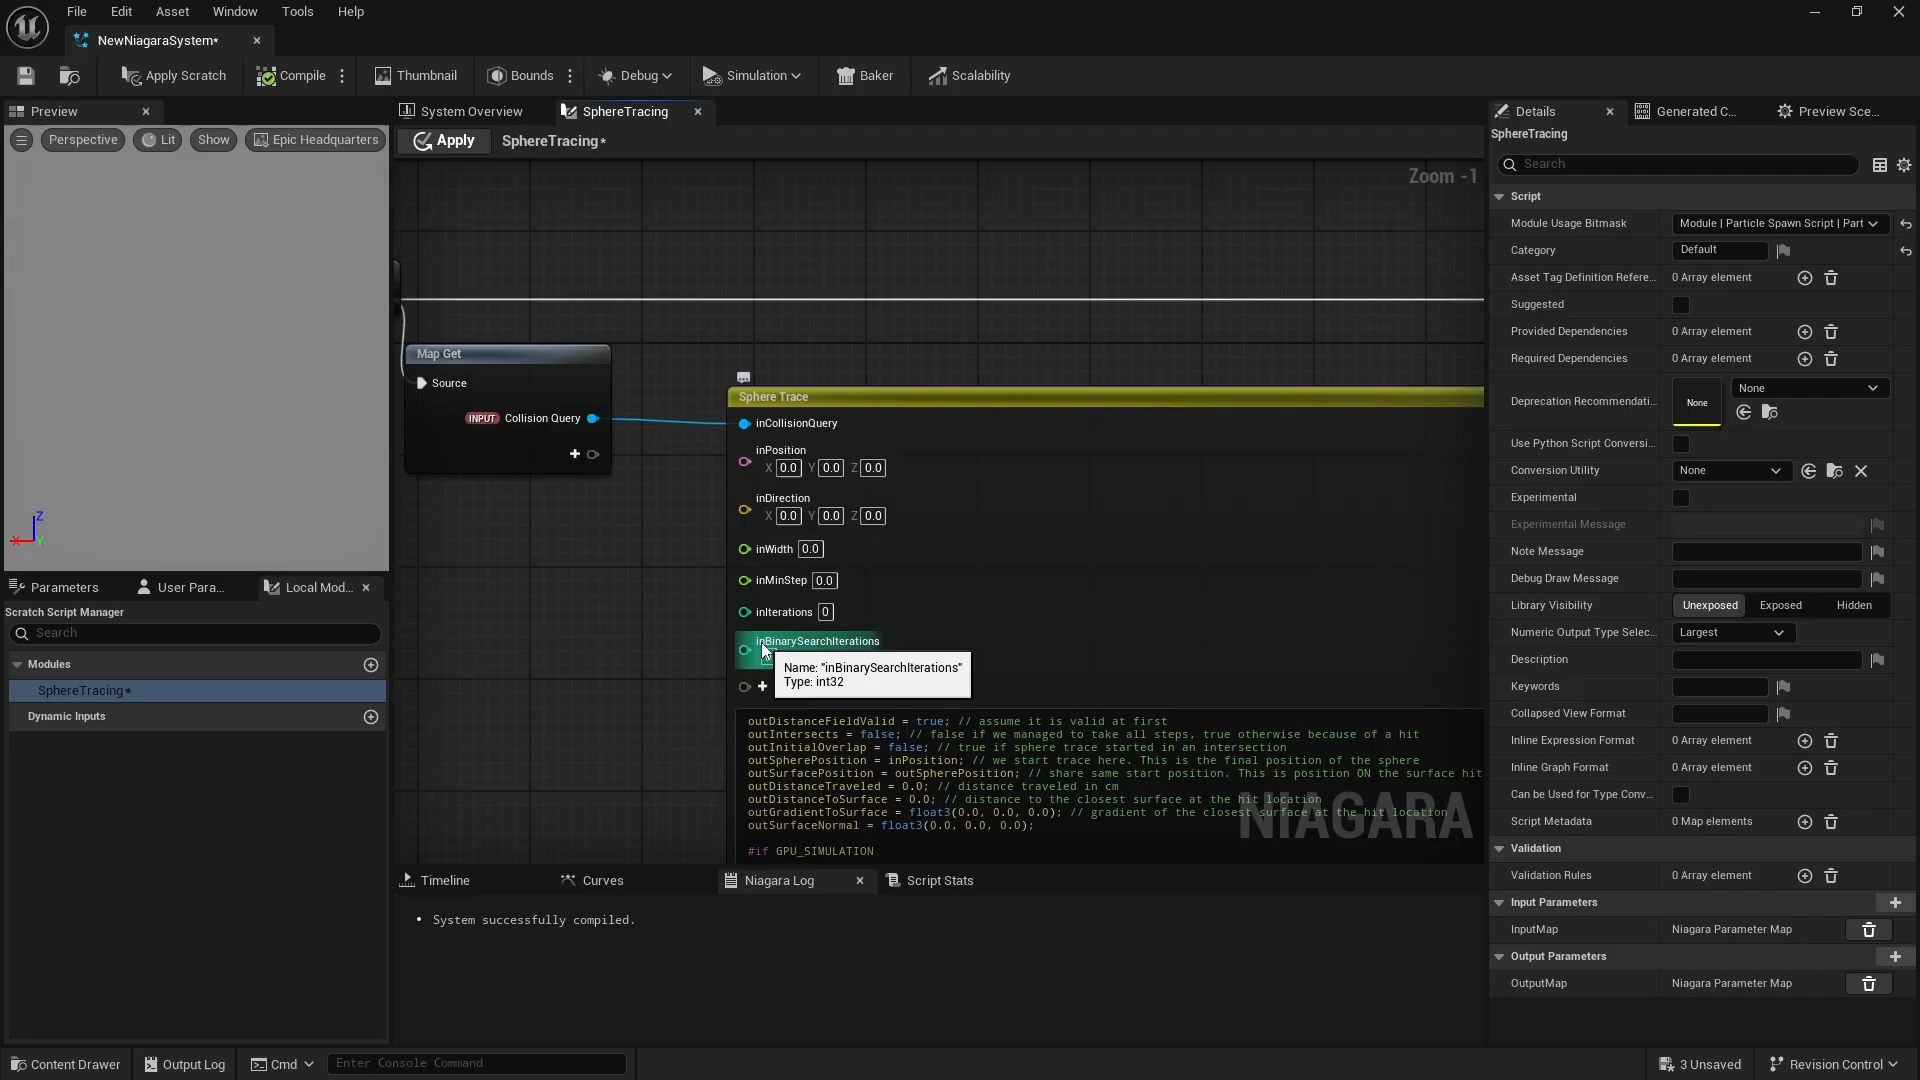 File Edit Asset Window Tools Help
NewNiagaraSystem*
Apply Scratch Compile Thumbnail Bounds Debug Simulation Baker Scalability
Preview
Perspective Lit Show Epic Headquarters
System Overview SphereTracing
Apply SphereTracing*
Zoom -1
Map Get
Source
INPUT Collision Query
Sphere Trace
inCollisionQuery
inPosition
X 0.0 Y 0.0 Z 0.0
inDirection
X 0.0 Y 0.0 Z 0.0
inWidth 0.0
inMinStep 0.0
inIterations 0
inBinarySearchIterations
Name: "inBinarySearchIterations"
Type: int32
outDistanceFieldValid = true; // assume it is valid at first
outIntersects = false; // false if we managed to take all steps, true otherwise because of a hit
outInitialOverlap = false; // true if sphere trace started in an intersection
outSpherePosition = inPosition; // we start trace here. This is the final position of the sphere
outSurfacePosition = outSpherePosition; // share same start position. This is position ON the surface hit
outDistanceTraveled = 0.0; // distance traveled in cm
outDistanceToSurface = 0.0; // distance to the closest surface at the hit location
outGradientToSurface = float3(0.0, 0.0, 0.0); // gradient of the closest surface at the hit location
outSurfaceNormal = float3(0.0, 0.0, 0.0);
#if GPU_SIMULATION
NIAGARA
Z
X Y
Parameters User Para... Local Mod...
Scratch Script Manager
Search
Modules
SphereTracing*
Dynamic Inputs
Timeline Curves Niagara Log Script Stats
• System successfully compiled.
Details Generated C... Preview Sce...
SphereTracing
Search
Script
Module Usage Bitmask Module | Particle Spawn Script | Part
Category Default
Asset Tag Definition Refere... 0 Array element
Suggested
Provided Dependencies 0 Array element
Required Dependencies 0 Array element
Deprecation Recommendati... None None
Use Python Script Conversi...
Conversion Utility None
Experimental
Experimental Message
Note Message
Debug Draw Message
Library Visibility Unexposed Exposed Hidden
Numeric Output Type Selec... Largest
Description
Keywords
Collapsed View Format
Inline Expression Format 0 Array element
Inline Graph Format 0 Array element
Can be Used for Type Conv...
Script Metadata 0 Map elements
Validation
Validation Rules 0 Array element
Input Parameters
InputMap Niagara Parameter Map
Output Parameters
OutputMap Niagara Parameter Map
Content Drawer Output Log Cmd Enter Console Command 3 Unsaved Revision Control